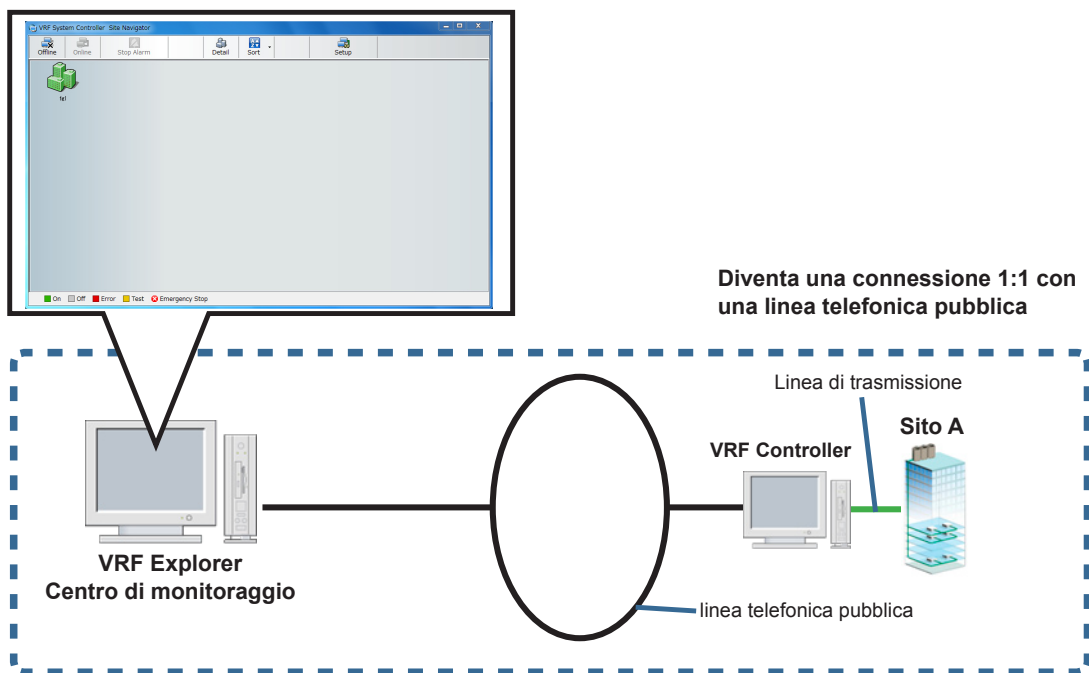 VRF System Controller Site Navigator
Offline Online Stop Alarm Detail Sort Setup
tel
On Off Error Test Emergency Stop
Diventa una connessione 1:1 con
una linea telefonica pubblica
Linea di trasmissione
Sito A
VRF Controller
VRF Explorer
Centro di monitoraggio
linea telefonica pubblica